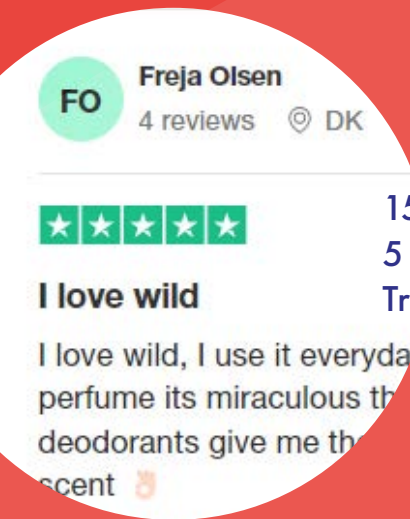 FO
Freja Olsen
4 reviews DK
I love wild
I love wild, I use it everyda
perfume its miraculous th
deodorants give me the
scent 👌🏻
15
5
Tr